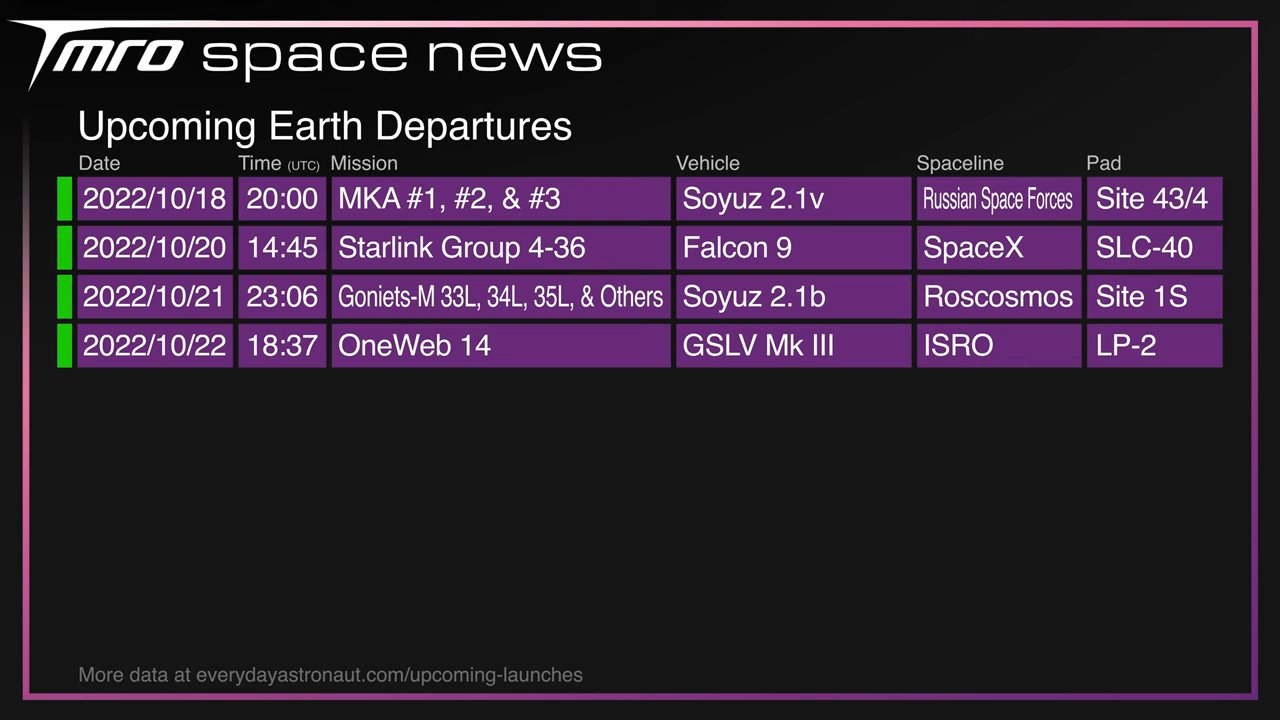 Tmro space news
Upcoming Earth Departures
Date Time (UTC) Mission Vehicle Spaceline Pad
2022/10/18 20:00 MKA #1, #2, & #3 Soyuz 2.1v Russian Space Forces Site 43/4
2022/10/20 14:45 Starlink Group 4-36 Falcon 9 SpaceX SLC-40
2022/10/21 23:06 Goniets-M 33L, 34L, 35L, & Others Soyuz 2.1b Roscosmos Site 1S
2022/10/22 18:37 OneWeb 14 GSLV Mk III ISRO LP-2
More data at everydayastronaut.com/upcoming-launches